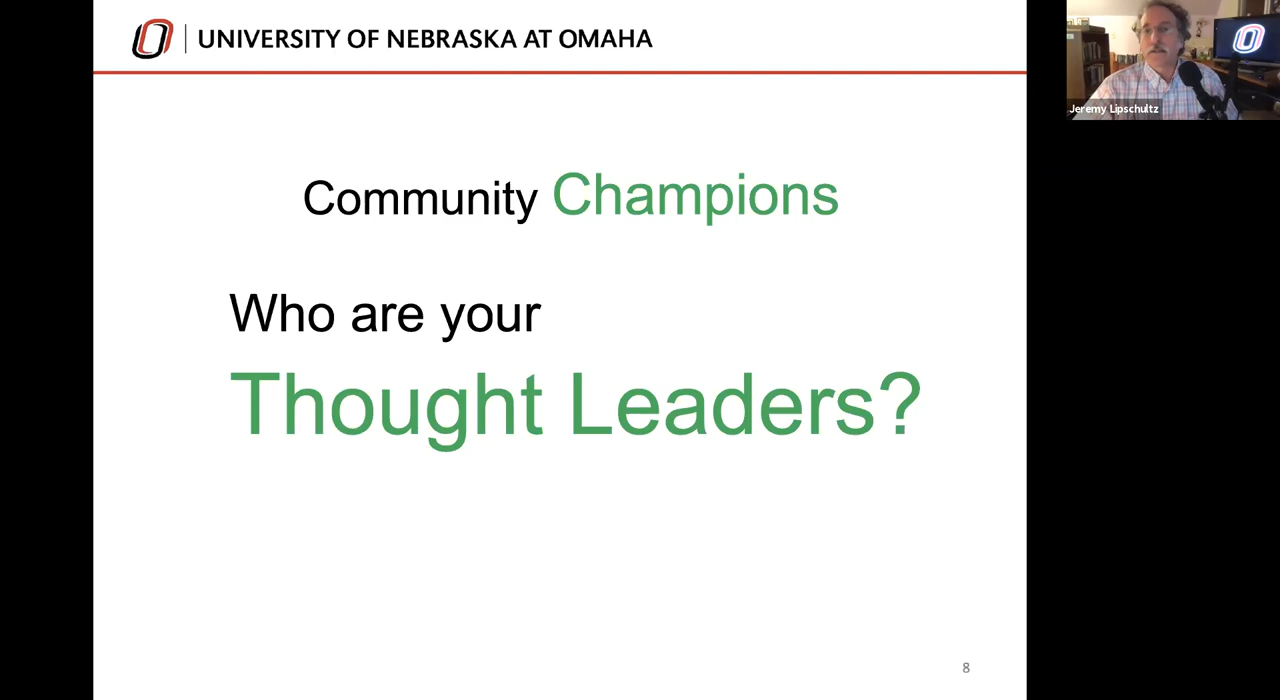 UNIVERSITY OF NEBRASKA AT OMAHA
Jeremy Lipschultz
Community Champions
Who are your
Thought Leaders?
8